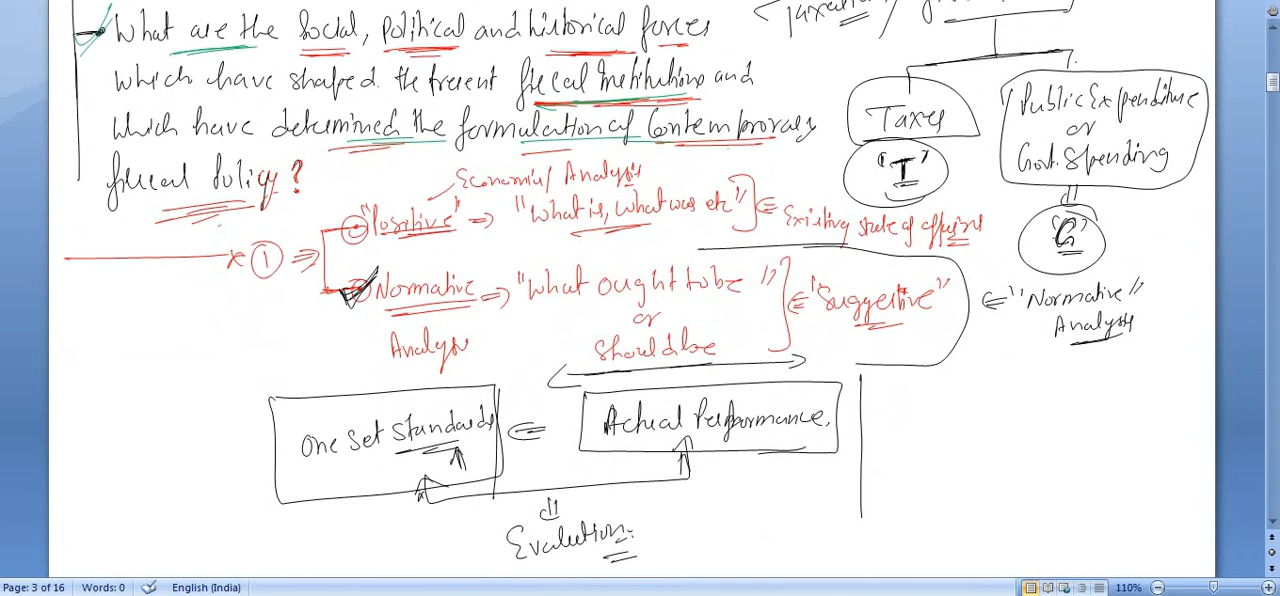 What are the Social, Political and historical forces
which have shaped the present fiscal institutions and
which have determined the formulation of Contemporary
fiscal Policy?
Taxation /
Taxes
"T"
Public Expenditure
or
Govt. Spending
"G"
Economic / Analysis
"Positive" ⇒ "What is, What was etc" ⇐ Existing state of affairs
* ① ⇒
② Normative ⇒ "What ought to be" ⇐ "Suggestive" ⇐ "Normative"
or
Should be
Analysis
Analysis
One Set Standards ⇐ Actual Performance.
Evaluation.
Page: 3 of 16 Words: 0 English (India) 110%